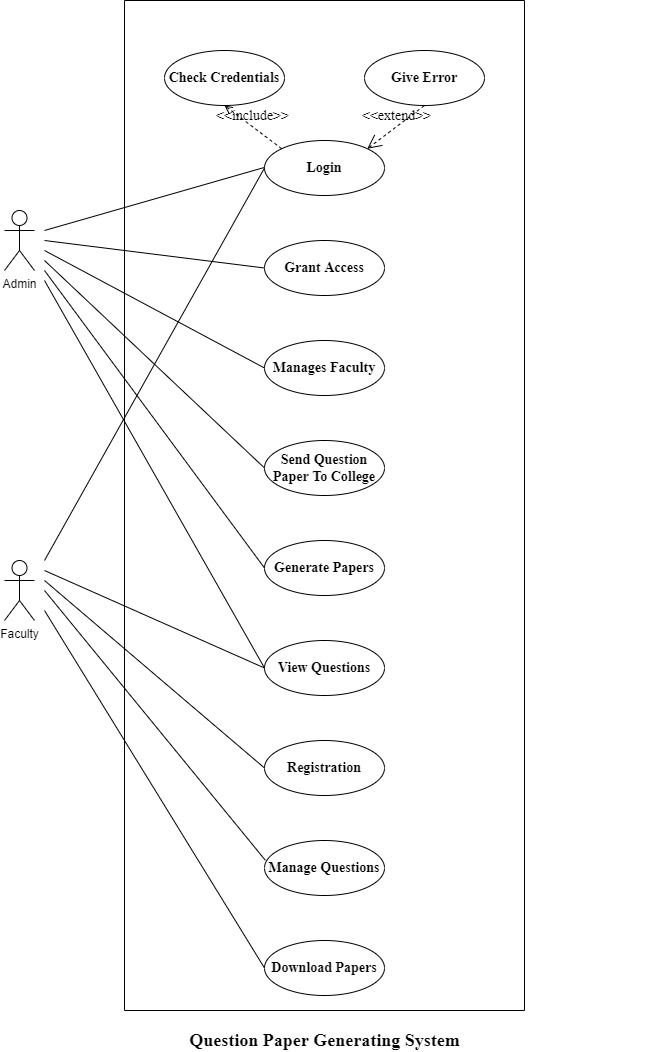 Check Credentials
Give Error
<<include>>
<<extend>>
Login
Grant Access
Admin
Manages Faculty
Send Question
Paper To College
Generate Papers
Faculty
View Questions
Registration
Manage Questions
Download Papers
Question Paper Generating System